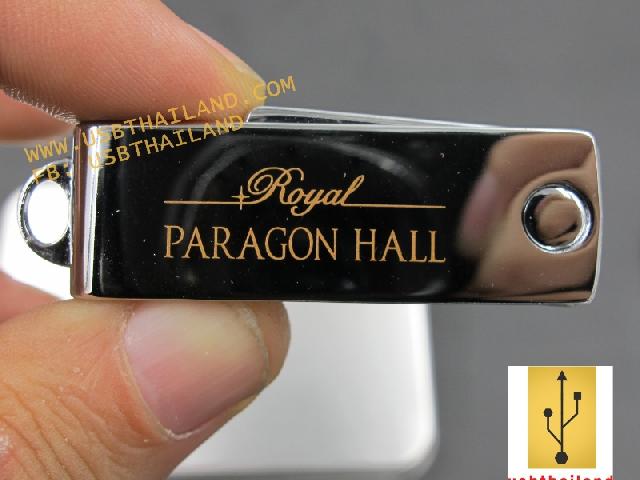 WWW.USBTHAILAND.COM
FB: USBTHAILAND
Royal
PARAGON HALL
usbthailand